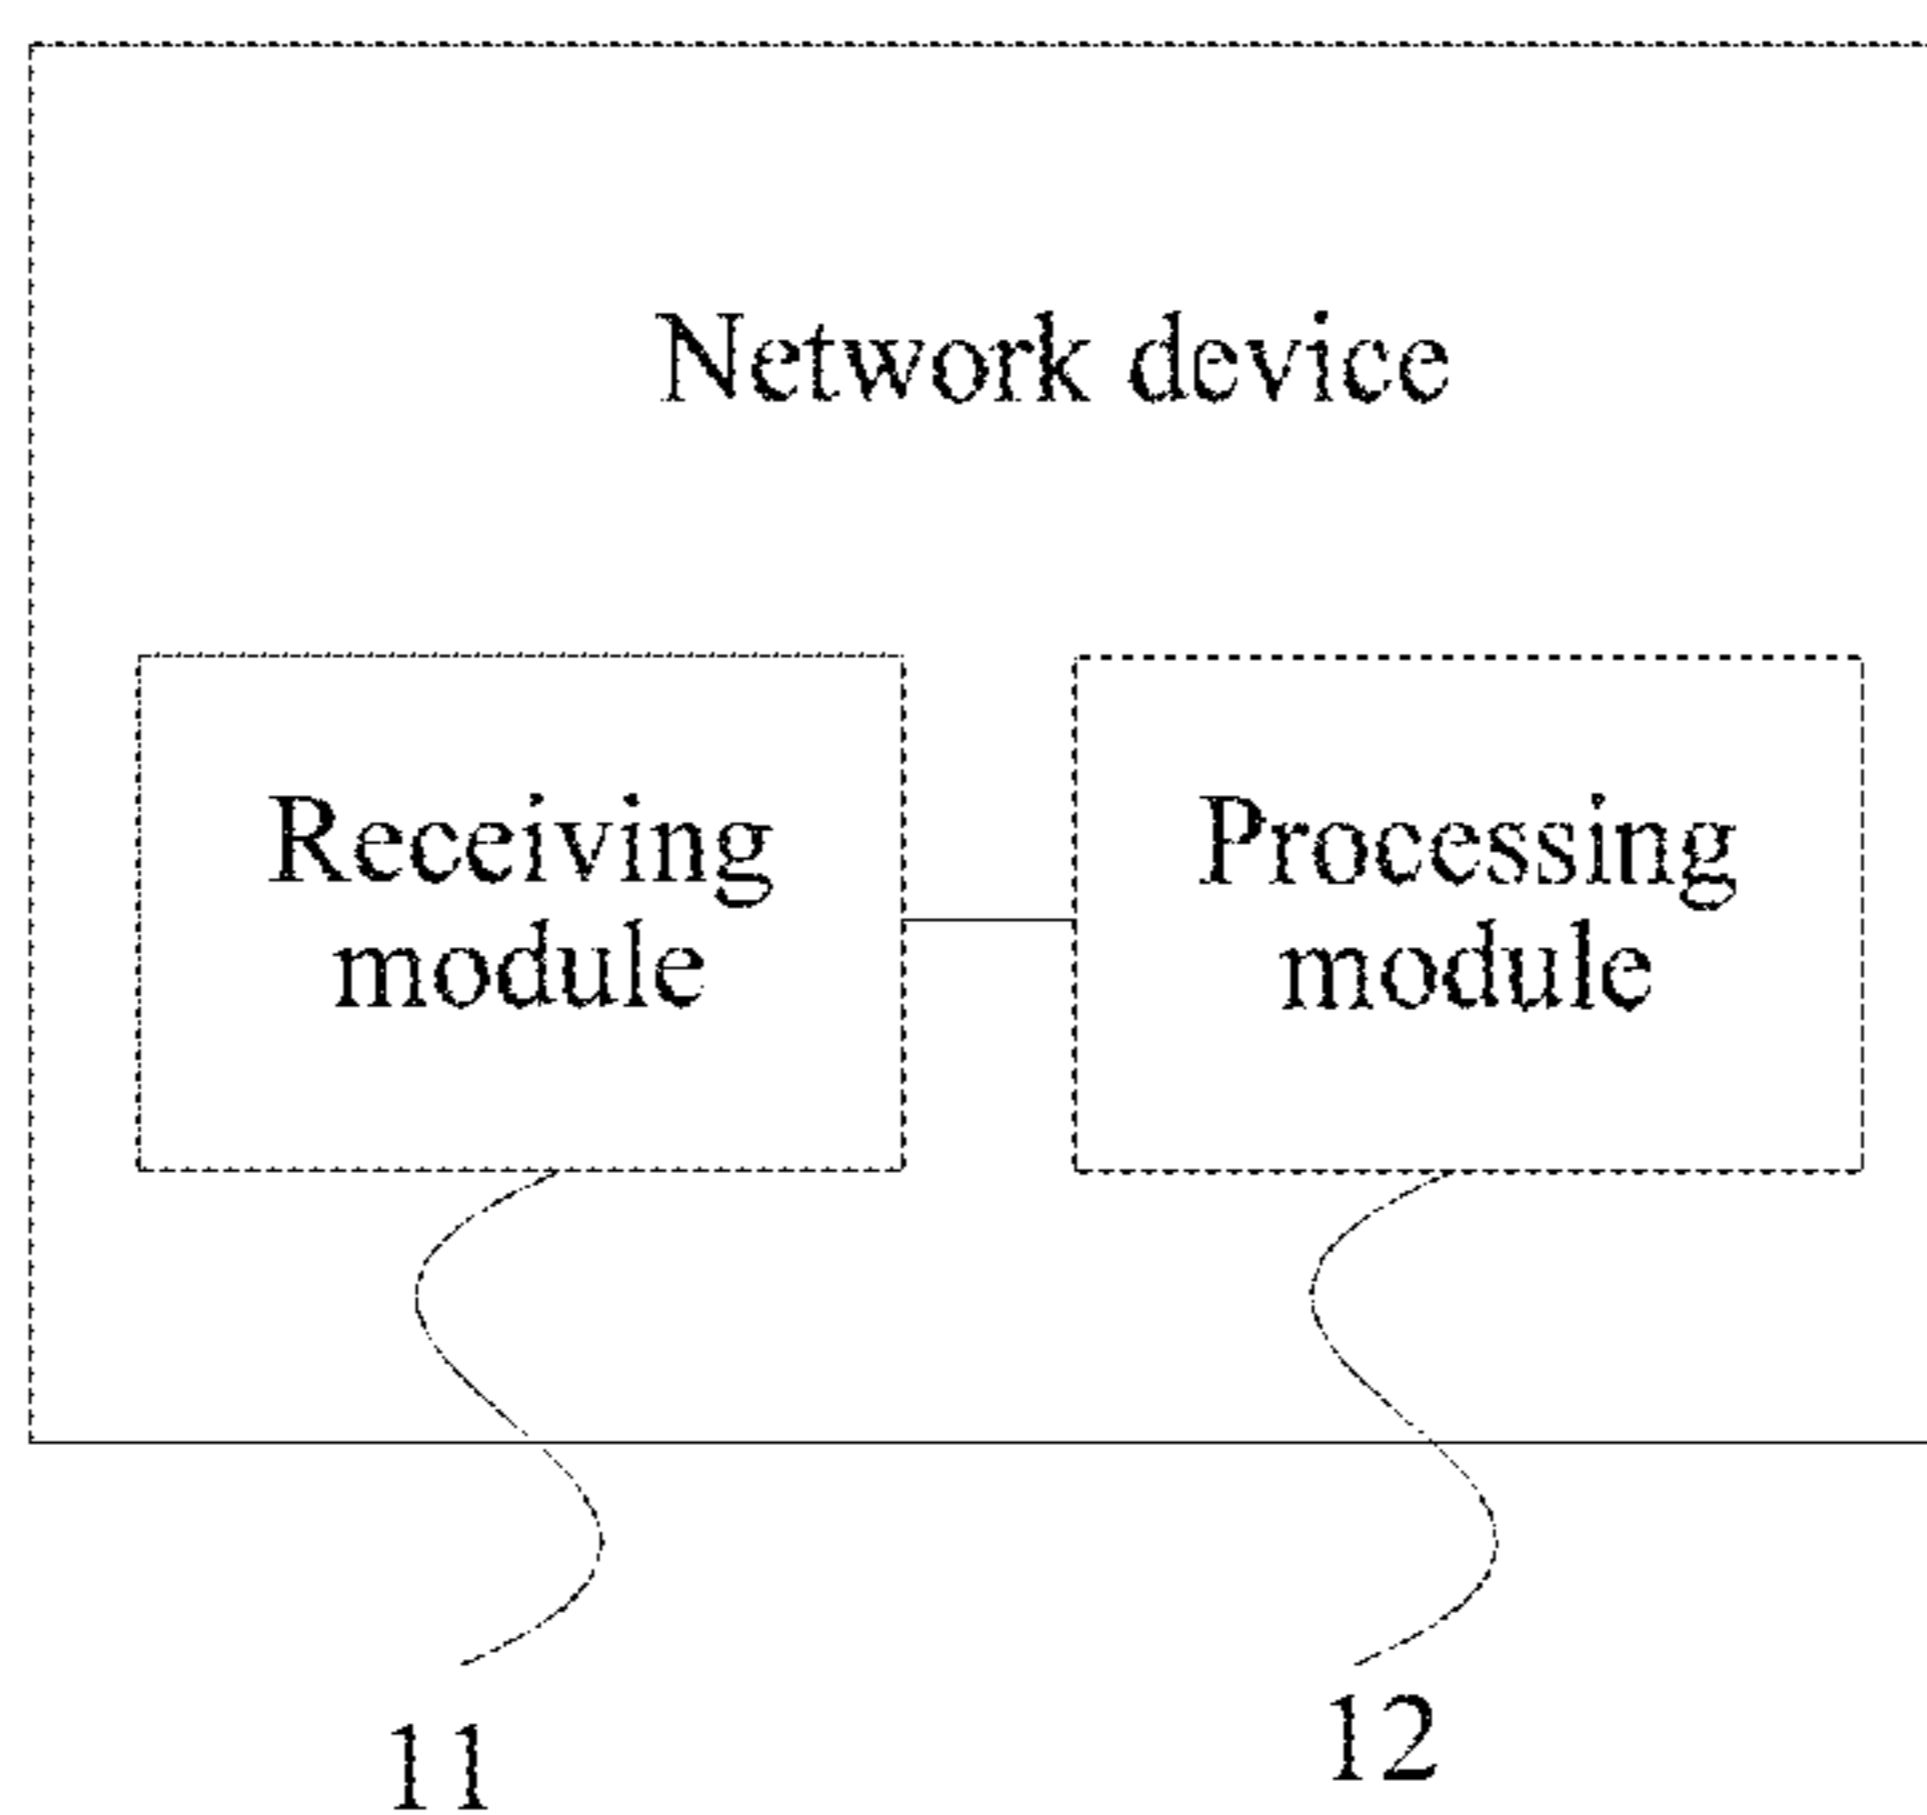 Network device
Receiving
module
Processing
module
11
12